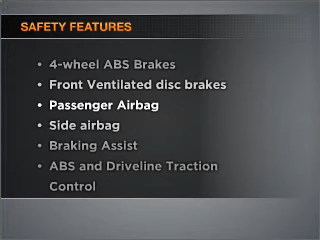 SAFETY FEATURES
• 4-wheel ABS Brakes
• Front Ventilated disc brakes
• Passenger Airbag
• Side airbag
• Braking Assist
• ABS and Driveline Traction
Control